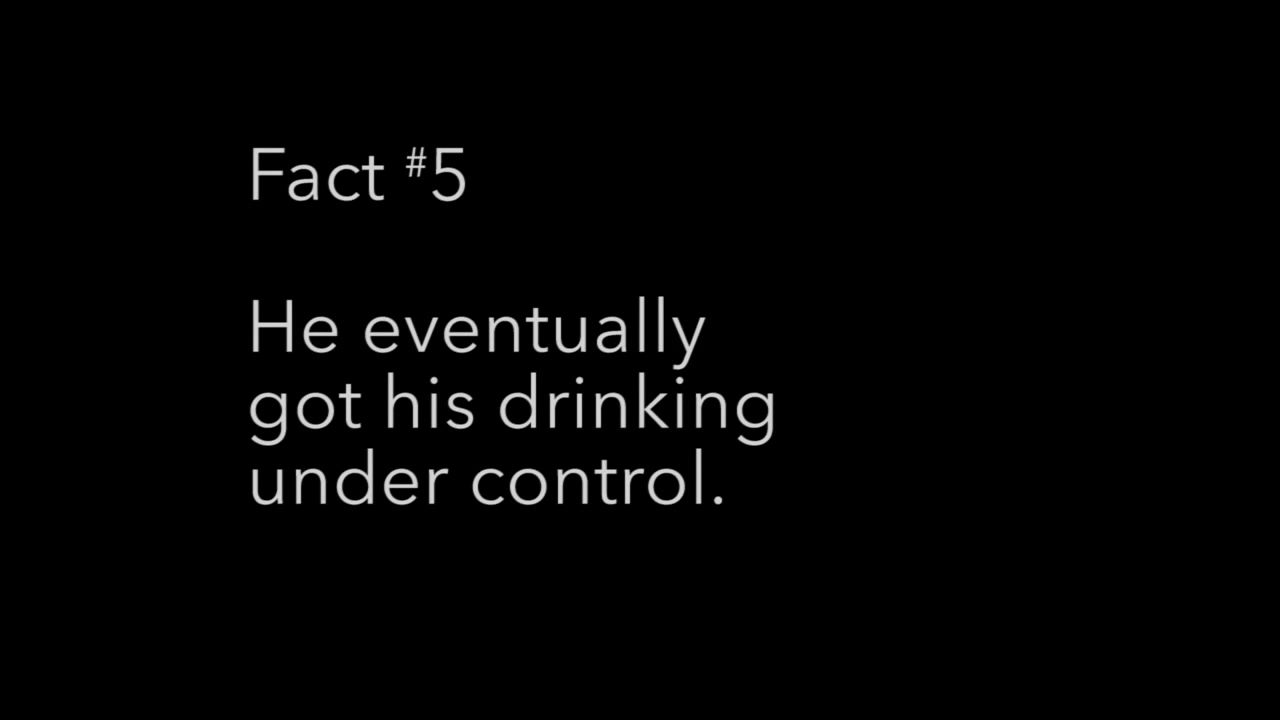 Fact #5
He eventually
got his drinking
under control.